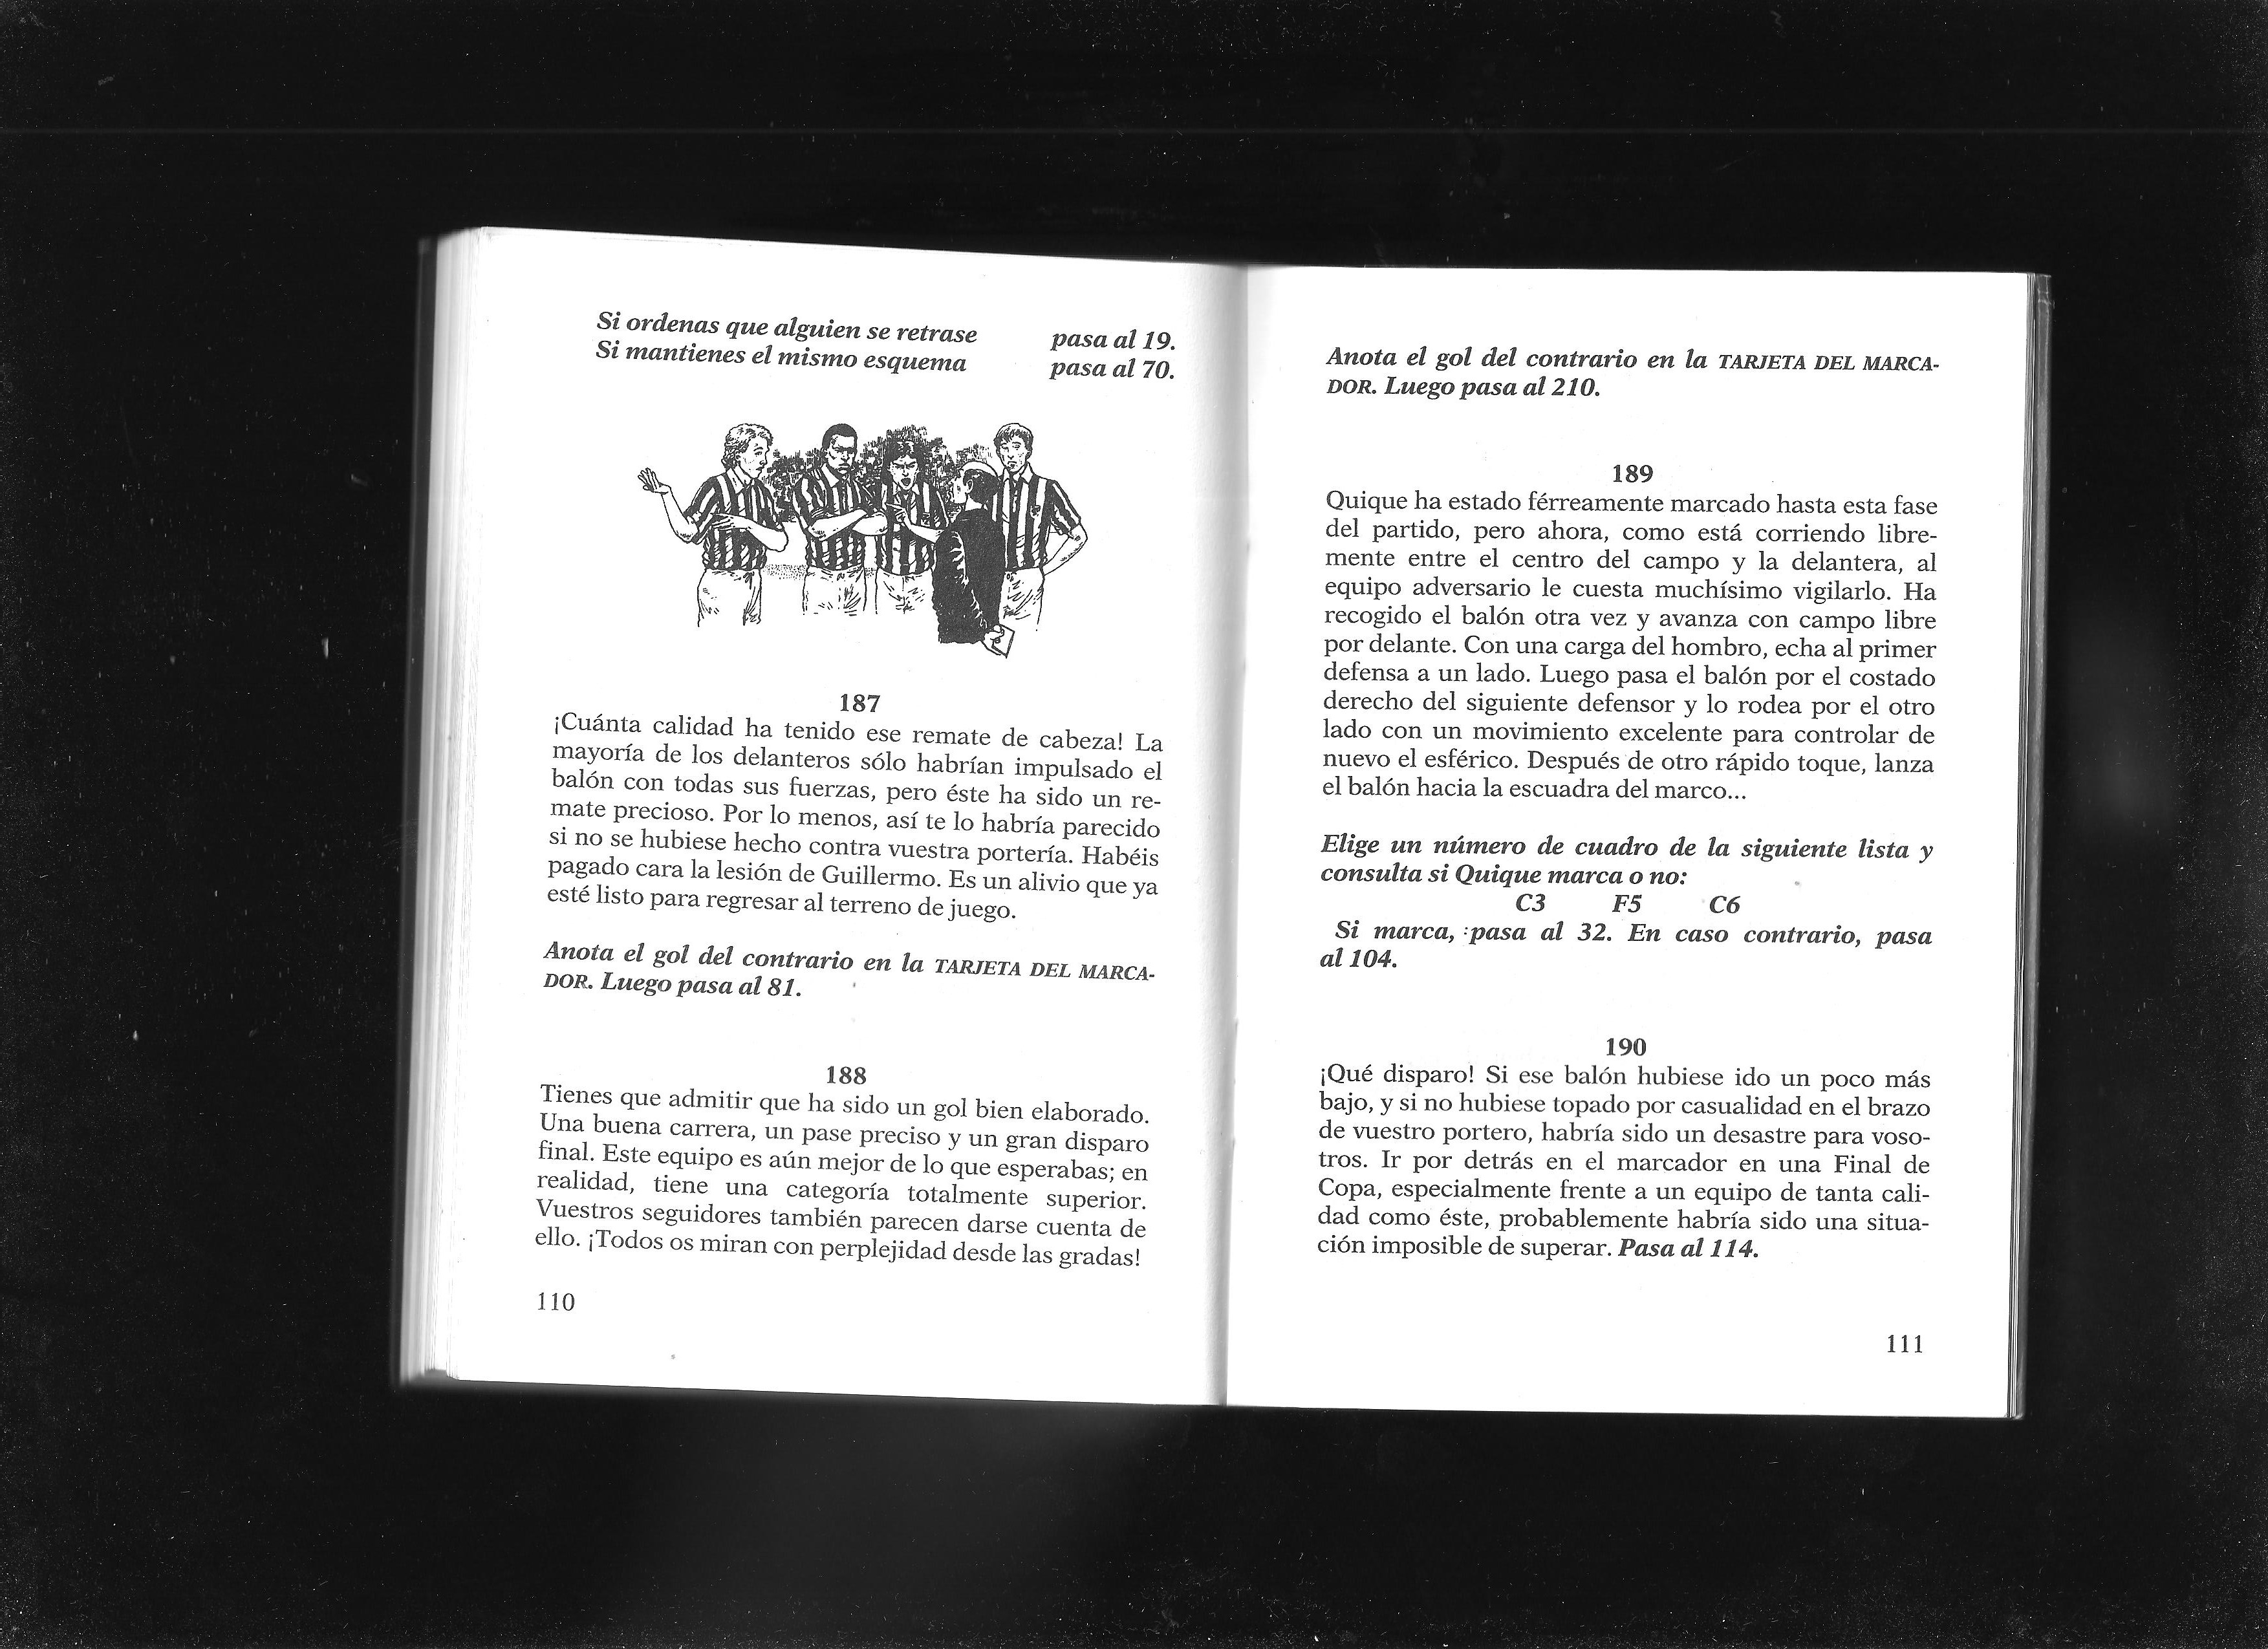 Si ordenas que alguien se retrase pasa al 19.
Si mantienes el mismo esquema pasa al 70.
187
¡Cuánta calidad ha tenido ese remate de cabeza! La
mayoría de los delanteros sólo habrían impulsado el
balón con todas sus fuerzas, pero éste ha sido un re-
mate precioso. Por lo menos, así te lo habría parecido
si no se hubiese hecho contra vuestra portería. Habéis
pagado cara la lesión de Guillermo. Es un alivio que ya
esté listo para regresar al terreno de juego.
Anota el gol del contrario en la TARJETA DEL MARCA-
DOR. Luego pasa al 81.
188
Tienes que admitir que ha sido un gol bien elaborado.
Una buena carrera, un pase preciso y un gran disparo
final. Este equipo es aún mejor de lo que esperabas; en
realidad, tiene una categoría totalmente superior.
Vuestros seguidores también parecen darse cuenta de
ello. ¡Todos os miran con perplejidad desde las gradas!
110
Anota el gol del contrario en la TARJETA DEL MARCA-
DOR. Luego pasa al 210.
189
Quique ha estado férreamente marcado hasta esta fase
del partido, pero ahora, como está corriendo libre-
mente entre el centro del campo y la delantera, al
equipo adversario le cuesta muchísimo vigilarlo. Ha
recogido el balón otra vez y avanza con campo libre
por delante. Con una carga del hombro, echa al primer
defensa a un lado. Luego pasa el balón por el costado
derecho del siguiente defensor y lo rodea por el otro
lado con un movimiento excelente para controlar de
nuevo el esférico. Después de otro rápido toque, lanza
el balón hacia la escuadra del marco...
Elige un número de cuadro de la siguiente lista y
consulta si Quique marca o no:
C3 F5 C6
Si marca, pasa al 32. En caso contrario, pasa
al 104.
190
¡Qué disparo! Si ese balón hubiese ido un poco más
bajo, y si no hubiese topado por casualidad en el brazo
de vuestro portero, habría sido un desastre para voso-
tros. Ir por detrás en el marcador en una Final de
Copa, especialmente frente a un equipo de tanta cali-
dad como éste, probablemente habría sido una situa-
ción imposible de superar. Pasa al 114.
111